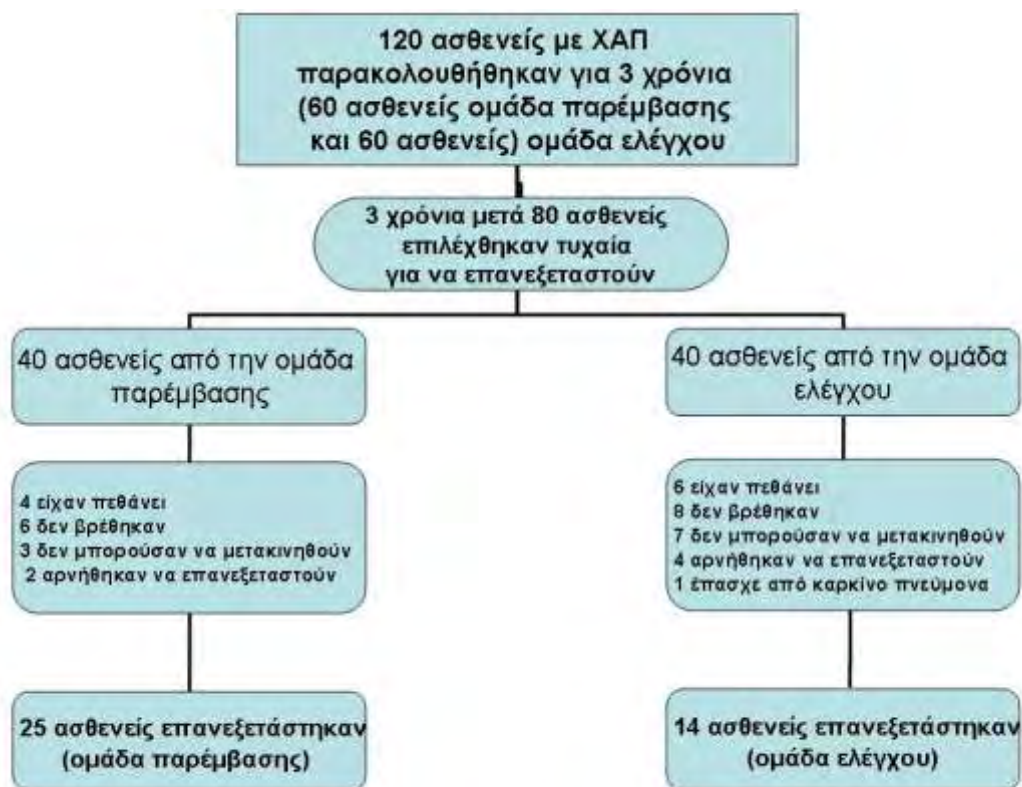 120 ασθενείς με ΧΑΠ
παρακολουθήθηκαν για 3 χρόνια
(60 ασθενείς ομάδα παρέμβασης
και 60 ασθενείς) ομάδα ελέγχου
3 χρόνια μετά 80 ασθενείς
επιλέχθηκαν τυχαία
για να επανεξεταστούν
40 ασθενείς από την ομάδα
παρέμβασης
40 ασθενείς από την ομάδα
ελέγχου
4 είχαν πεθάνει
6 δεν βρέθηκαν
3 δεν μπορούσαν να μετακινηθούν
2 αρνήθηκαν να επανεξεταστούν
6 είχαν πεθάνει
8 δεν βρέθηκαν
7 δεν μπορούσαν να μετακινηθούν
4 αρνήθηκαν να επανεξεταστούν
1 έπασχε από καρκίνο πνεύμονα
25 ασθενείς επανεξετάστηκαν
(ομάδα παρέμβασης)
14 ασθενείς επανεξετάστηκαν
(ομάδα ελέγχου)